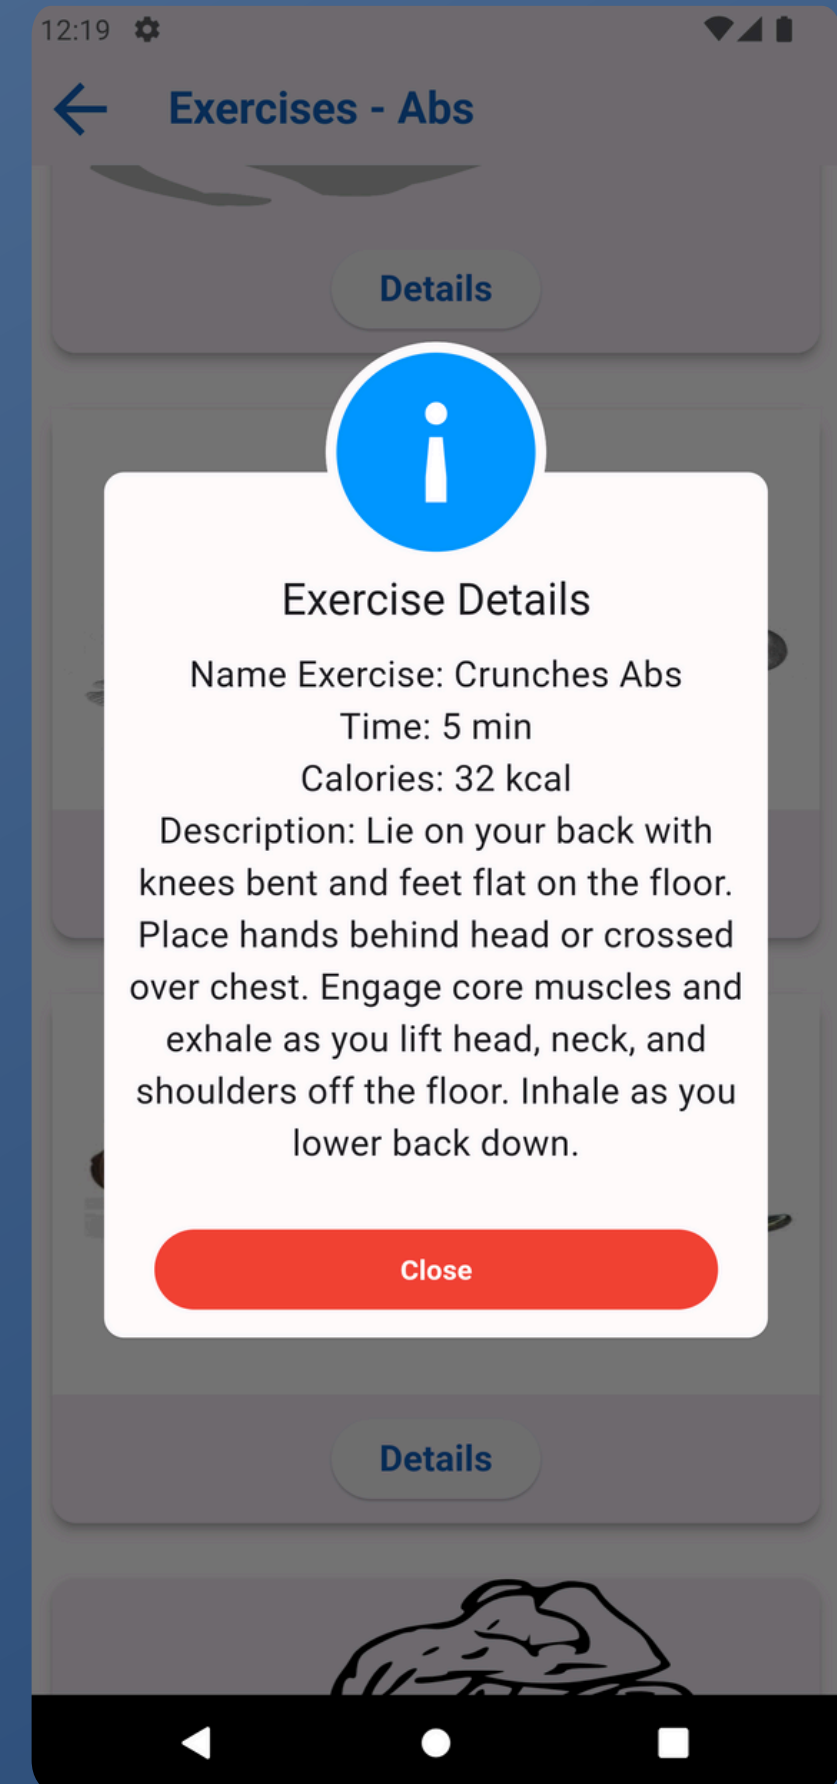 12:19
Exercises - Abs
Details
Exercise Details
Name Exercise: Crunches Abs
Time: 5 min
Calories: 32 kcal
Description: Lie on your back with
knees bent and feet flat on the floor.
Place hands behind head or crossed
over chest. Engage core muscles and
exhale as you lift head, neck, and
shoulders off the floor. Inhale as you
lower back down.
Close
Details